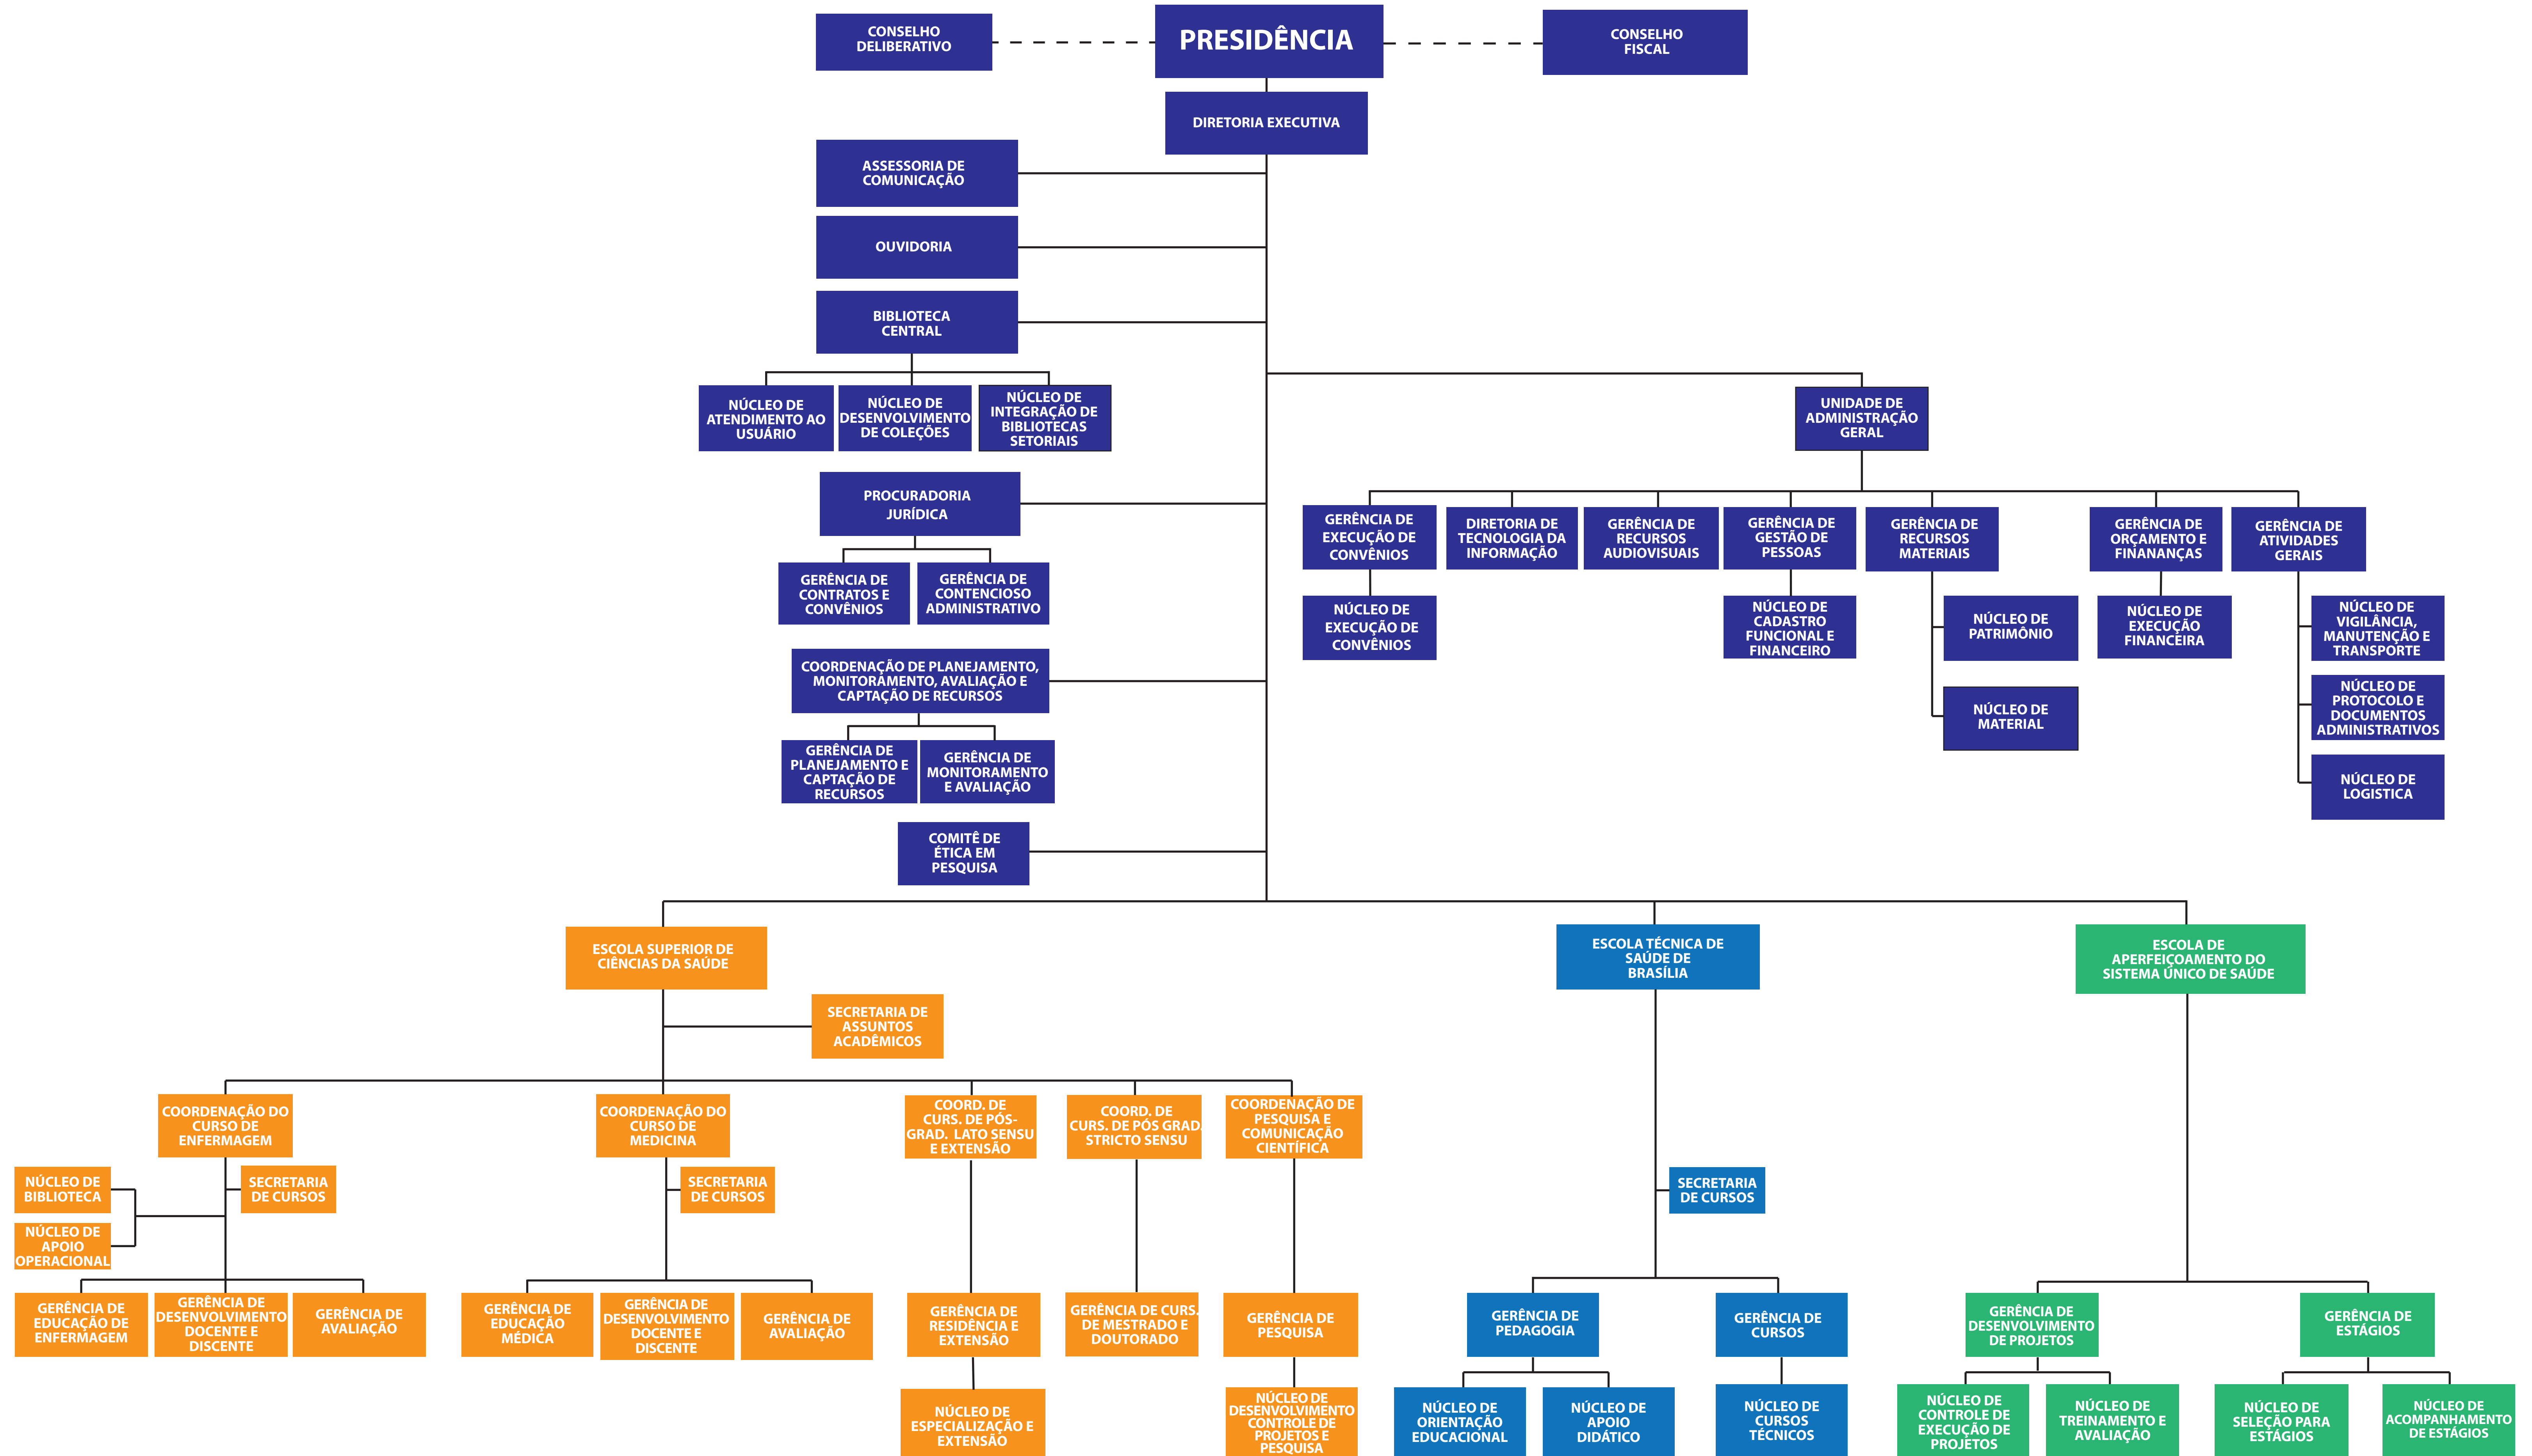 CONSELHO
DELIBERATIVO
PRESIDÊNCIA
CONSELHO
FISCAL
DIRETORIA EXECUTIVA
ASSESSORIA DE
COMUNICAÇÃO
OUVIDORIA
BIBLIOTECA
CENTRAL
NÚCLEO DE
ATENDIMENTO AO
USUÁRIO
NÚCLEO DE
DESENVOLVIMENTO
DE COLEÇÕES
NÚCLEO DE
INTEGRAÇÃO DE
BIBLIOTECAS
SETORIAIS
UNIDADE DE
ADMINISTRAÇÃO
GERAL
PROCURADORIA
JURÍDICA
GERÊNCIA DE
CONTRATOS E
CONVÊNIOS
GERÊNCIA DE
CONTENCIOSO
ADMINISTRATIVO
GERÊNCIA DE
EXECUÇÃO DE
CONVÊNIOS
DIRETORIA DE
TECNOLOGIA DA
INFORMAÇÃO
GERÊNCIA DE
RECURSOS
AUDIOVISUAIS
GERÊNCIA DE
GESTÃO DE
PESSOAS
GERÊNCIA DE
RECURSOS
MATERIAIS
GERÊNCIA DE
ORÇAMENTO E
FINANANÇAS
GERÊNCIA DE
ATIVIDADES
GERAIS
NÚCLEO DE
EXECUÇÃO DE
CONVÊNIOS
NÚCLEO DE
CADASTRO
FUNCIONAL E
FINANCEIRO
NÚCLEO DE
PATRIMÔNIO
NÚCLEO DE
MATERIAL
NÚCLEO DE
EXECUÇÃO
FINANCEIRA
NÚCLEO DE
VIGILÂNCIA,
MANUTENÇÃO E
TRANSPORTE
NÚCLEO DE
PROTOCOLO E
DOCUMENTOS
ADMINISTRATIVOS
NÚCLEO DE
LOGISTICA
COORDENAÇÃO DE PLANEJAMENTO,
MONITORAMENTO, AVALIAÇÃO E
CAPTAÇÃO DE RECURSOS
GERÊNCIA DE
PLANEJAMENTO E
CAPTAÇÃO DE
RECURSOS
GERÊNCIA DE
MONITORAMENTO
E AVALIAÇÃO
COMITÊ DE
ÉTICA EM
PESQUISA
ESCOLA SUPERIOR DE
CIÊNCIAS DA SAÚDE
ESCOLA TÉCNICA DE
SAÚDE DE
BRASÍLIA
ESCOLA DE
APERFEIÇOAMENTO DO
SISTEMA ÚNICO DE SAÚDE
SECRETARIA DE
ASSUNTOS
ACADÊMICOS
COORDENAÇÃO DO
CURSO DE
ENFERMAGEM
COORDENAÇÃO DO
CURSO DE
MEDICINA
COORD. DE
CURS. DE PÓS-
GRAD. LATO SENSU
E EXTENSÃO
COORD. DE
CURS. DE PÓS GRAD.
STRICTO SENSU
COORDENAÇÃO DE
PESQUISA E
COMUNICAÇÃO
CIENTÍFICA
NÚCLEO DE
BIBLIOTECA
SECRETARIA
DE CURSOS
NÚCLEO DE
APOIO
OPERACIONAL
SECRETARIA
DE CURSOS
SECRETARIA
DE CURSOS
GERÊNCIA DE
EDUCAÇÃO DE
ENFERMAGEM
GERÊNCIA DE
DESENVOLVIMENTO
DOCENTE E
DISCENTE
GERÊNCIA DE
AVALIAÇÃO
GERÊNCIA DE
EDUCAÇÃO
MÉDICA
GERÊNCIA DE
DESENVOLVIMENTO
DOCENTE E
DISCENTE
GERÊNCIA DE
AVALIAÇÃO
GERÊNCIA DE
RESIDÊNCIA E
EXTENSÃO
GERÊNCIA DE CURS.
DE MESTRADO E
DOUTORADO
GERÊNCIA DE
PESQUISA
GERÊNCIA DE
PEDAGOGIA
GERÊNCIA DE
CURSOS
GERÊNCIA DE
DESENVOLVIMENTO
DE PROJETOS
GERÊNCIA DE
ESTÁGIOS
NÚCLEO DE
ESPECIALIZAÇÃO E
EXTENSÃO
NÚCLEO DE
DESENVOLVIMENTO
CONTROLE DE
PROJETOS E
PESQUISA
NÚCLEO DE
ORIENTAÇÃO
EDUCACIONAL
NÚCLEO DE
APOIO
DIDÁTICO
NÚCLEO DE
CURSOS
TÉCNICOS
NÚCLEO DE
CONTROLE DE
EXECUÇÃO DE
PROJETOS
NÚCLEO DE
TREINAMENTO E
AVALIAÇÃO
NÚCLEO DE
SELEÇÃO PARA
ESTÁGIOS
NÚCLEO DE
ACOMPANHAMENTO
DE ESTÁGIOS